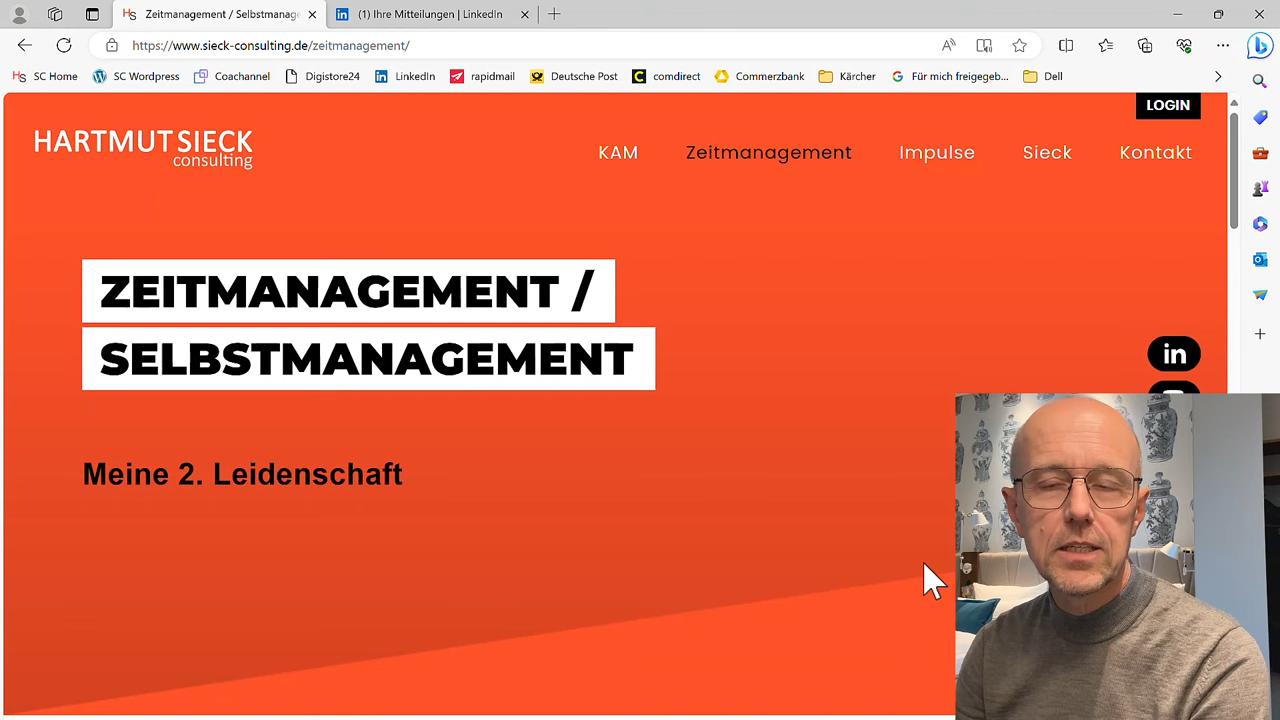 Zeitmanagement / Selbstmanage
(1) Ihre Mitteilungen | LinkedIn
https://www.sieck-consulting.de/zeitmanagement/
SC Home
SC Wordpress
Coachannel
Digistore24
LinkedIn
rapidmail
Deutsche Post
comdirect
Commerzbank
Kärcher
Für mich freigegeb...
Dell
LOGIN
HARTMUT SIECK
consulting
KAM
Zeitmanagement
Impulse
Sieck
Kontakt
ZEITMANAGEMENT /
SELBSTMANAGEMENT
in
Meine 2. Leidenschaft